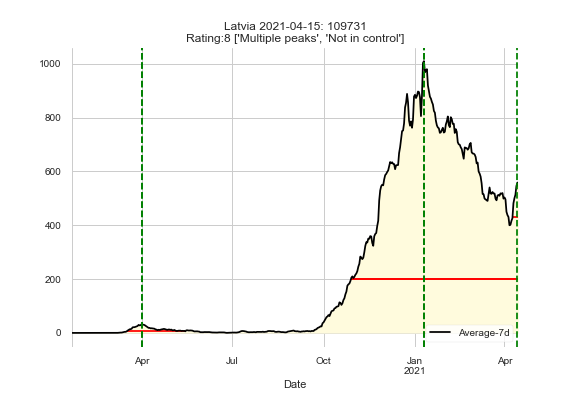 Latvia 2021-04-15: 109731
Rating:8 ['Multiple peaks', 'Not in control']
1000
800
600
400
200
0
Average-7d
Apr
Jul
Oct
Jan
2021
Apr
Date